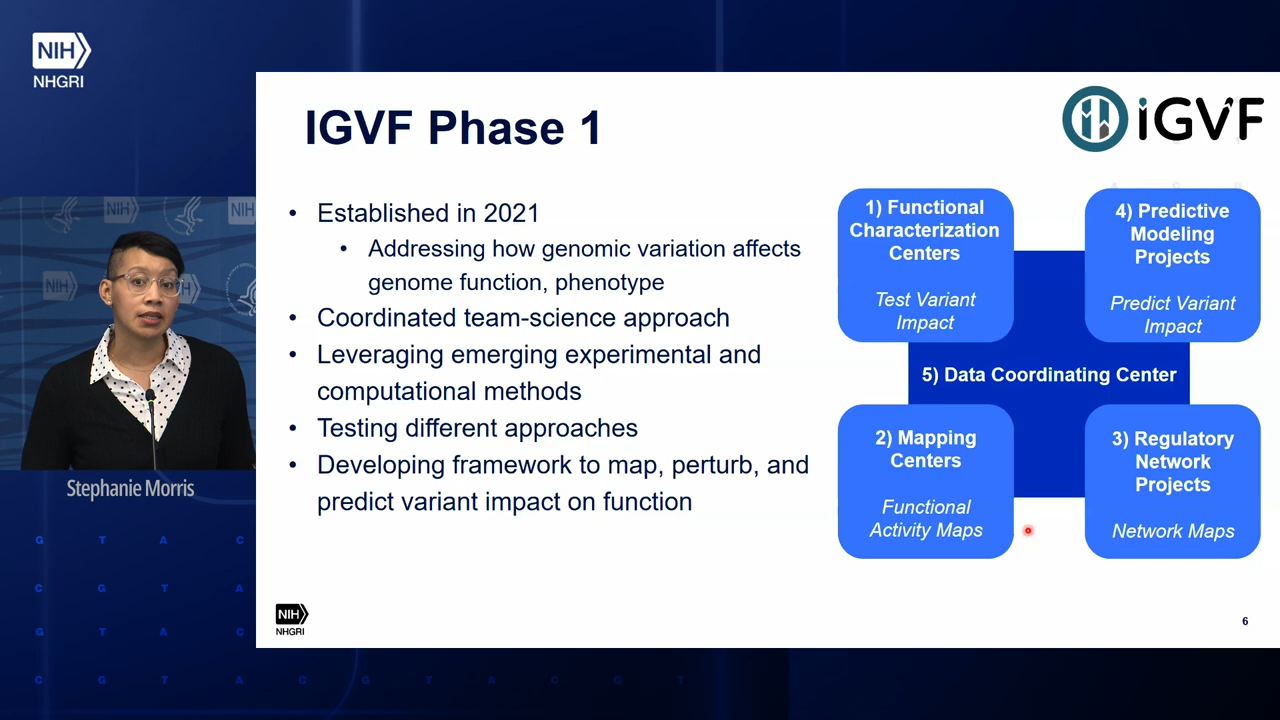 NIH
NHGRI
IGVF Phase 1
iGVF
• Established in 2021
• Addressing how genomic variation affects
genome function, phenotype
• Coordinated team-science approach
• Leveraging emerging experimental and
computational methods
• Testing different approaches
• Developing framework to map, perturb, and
predict variant impact on function
1) Functional
Characterization
Centers
Test Variant
Impact
4) Predictive
Modeling
Projects
Predict Variant
Impact
5) Data Coordinating Center
2) Mapping
Centers
Functional
Activity Maps
3) Regulatory
Network
Projects
Network Maps
NIH
NIH
NIH
NIH
Stephanie Morris
G T A C
C G T A
G T A C
C G T A C G T A C G T
NIH
NHGRI
6